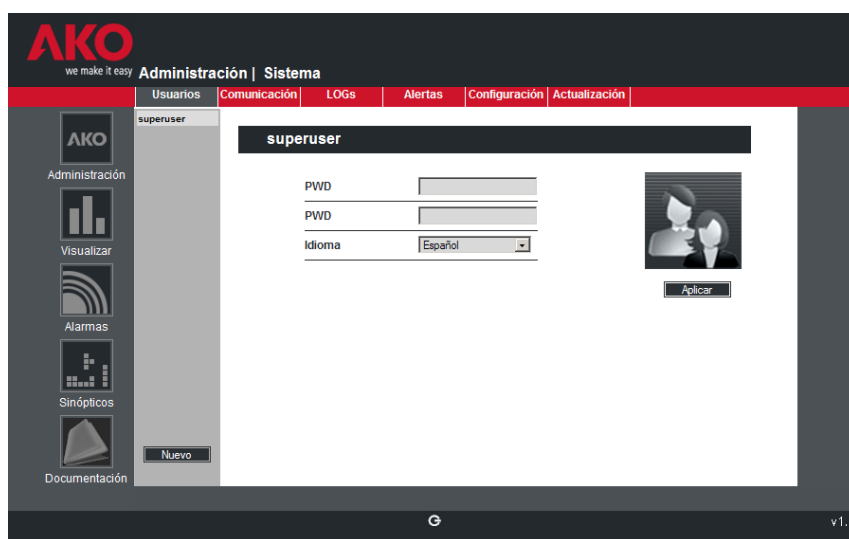 AKO
we make it easy
Administración | Sistema
Usuarios Comunicación LOGs Alertas Configuración Actualización
superuser
superuser
AKO
Administración
PWD
PWD
Idioma Español
Visualizar
Aplicar
Alarmas
Sinópticos
Nuevo
Documentación
v1.